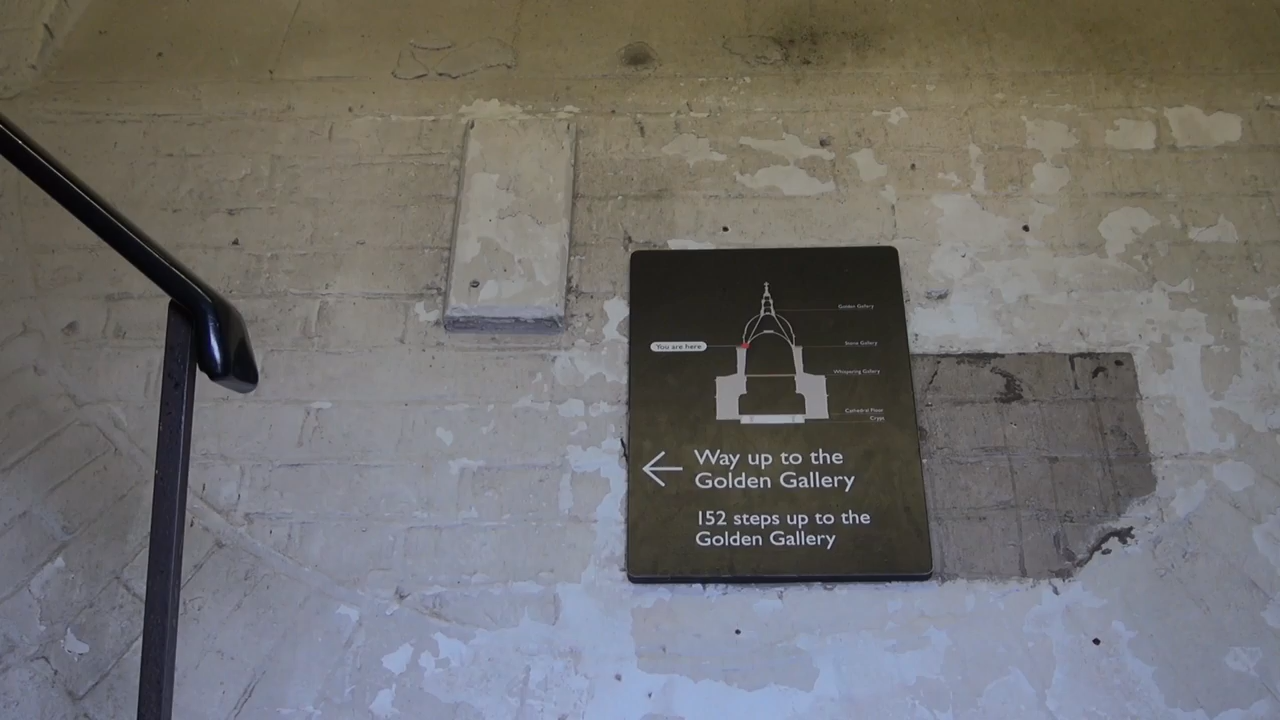 Golden Gallery
You are here
Stone Gallery
Whispering Gallery
Cathedral Floor
Crypt
Way up to the
Golden Gallery
152 steps up to the
Golden Gallery